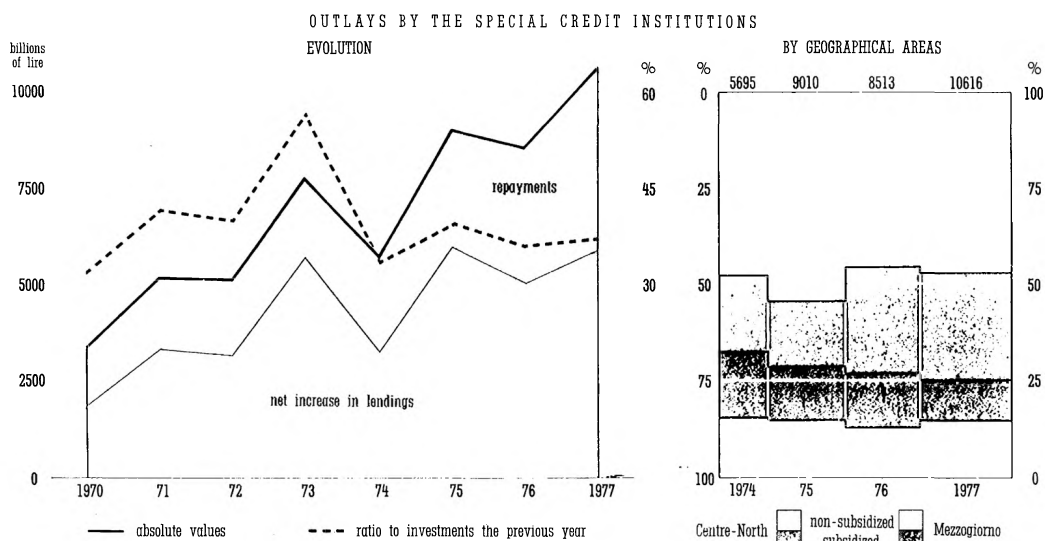 OUTLAYS BY THE SPECIAL CREDIT INSTITUTIONS
billions
of lire
EVOLUTION
10000
7500
5000
2500
0
%
60
45
30
repayments
net increase in lendings
1970 71 72 73 74 75 76 1977
absolute values
ratio to investments the previous year
BY GEOGRAPHICAL AREAS
% %
5695 9010 8513 10616
0 100
25 75
50 50
75 25
100 0
1974 75 76 1977
Centre-North non-subsidized Mezzogiorno
subsidized